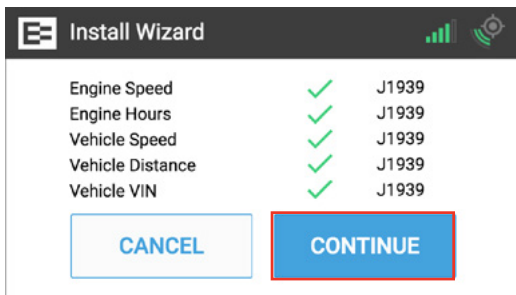 Install Wizard
Engine Speed J1939
Engine Hours J1939
Vehicle Speed J1939
Vehicle Distance J1939
Vehicle VIN J1939
CANCEL CONTINUE